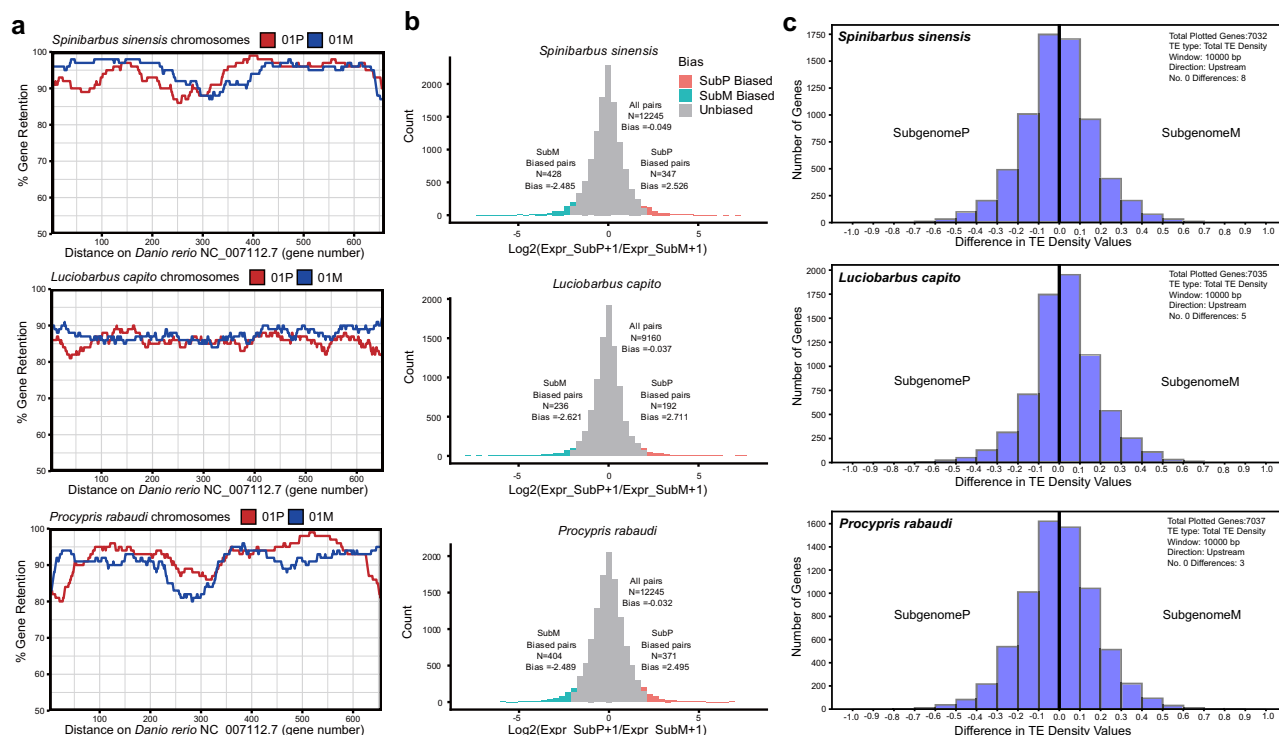 a
Spinibarbus sinensis chromosomes 01P 01M
% Gene Retention
100
90
80
70
60
50
100 200 300 400 500 600
Distance on Danio rerio NC_007112.7 (gene number)
Luciobarbus capito chromosomes 01P 01M
% Gene Retention
100
90
80
70
60
50
100 200 300 400 500 600
Distance on Danio rerio NC_007112.7 (gene number)
Procypris rabaudi chromosomes 01P 01M
% Gene Retention
100
90
80
70
60
50
100 200 300 400 500 600
Distance on Danio rerio NC_007112.7 (gene number)
b
Spinibarbus sinensis
Bias
SubP Biased
SubM Biased
Unbiased
Count
2000
1500
1000
500
0
All pairs
N=12245
Bias =-0.049
SubM
Biased pairs
N=428
Bias =-2.485
SubP
Biased pairs
N=347
Bias =2.526
-5 0 5
Log2(Expr_SubP+1/Expr_SubM+1)
Luciobarbus capito
Count
2000
1500
1000
500
0
All pairs
N=9160
Bias =-0.037
SubM
Biased pairs
N=236
Bias =-2.621
SubP
Biased pairs
N=192
Bias =2.711
-5 0 5
Log2(Expr_SubP+1/Expr_SubM+1)
Procypris rabaudi
Count
2000
1500
1000
500
0
All pairs
N=12245
Bias =-0.032
SubM
Biased pairs
N=404
Bias =-2.489
SubP
Biased pairs
N=371
Bias =2.495
-5 0 5
Log2(Expr_SubP+1/Expr_SubM+1)
c
Spinibarbus sinensis
Total Plotted Genes:7032
TE type: Total TE Density
Window: 10000 bp
Direction: Upstream
No. 0 Differences: 8
Number of Genes
1750
1500
1250
1000
750
500
250
0
SubgenomeP
SubgenomeM
-1.0 -0.9 -0.8 -0.7 -0.6 -0.5 -0.4 -0.3 -0.2 -0.1 0.0 0.1 0.2 0.3 0.4 0.5 0.6 0.7 0.8 0.9 1.0
Difference in TE Density Values
Luciobarbus capito
Total Plotted Genes:7035
TE type: Total TE Density
Window: 10000 bp
Direction: Upstream
No. 0 Differences: 5
Number of Genes
2000
1750
1500
1250
1000
750
500
250
0
SubgenomeP
SubgenomeM
-1.0 -0.9 -0.8 -0.7 -0.6 -0.5 -0.4 -0.3 -0.2 -0.1 0.0 0.1 0.2 0.3 0.4 0.5 0.6 0.7 0.8 0.9 1.0
Difference in TE Density Values
Procypris rabaudi
Total Plotted Genes:7037
TE type: Total TE Density
Window: 10000 bp
Direction: Upstream
No. 0 Differences: 3
Number of Genes
1600
1400
1200
1000
800
600
400
200
0
SubgenomeP
SubgenomeM
-1.0 -0.9 -0.8 -0.7 -0.6 -0.5 -0.4 -0.3 -0.2 -0.1 0.0 0.1 0.2 0.3 0.4 0.5 0.6 0.7 0.8 0.9 1.0
Difference in TE Density Values